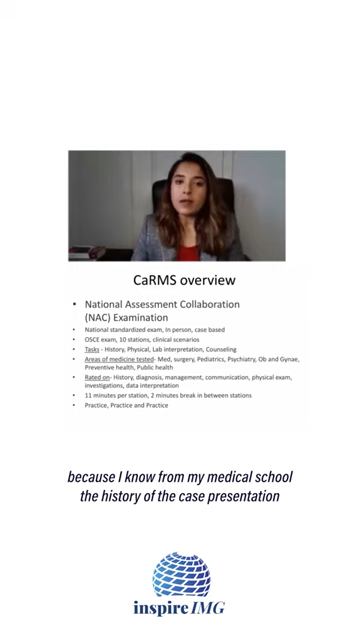 CaRMS overview
• National Assessment Collaboration
(NAC) Examination
• National standardized exam, In person, case based
• OSCE exam, 10 stations, clinical scenarios
• Tasks - History, Physical, Lab interpretation, Counseling
• Areas of medicine tested- Med, surgery, Pediatrics, Psychiatry, Ob and Gynae,
Preventive health, Public health
• Rated on- History, diagnosis, management, communication, physical exam,
investigations, data interpretation
• 11 minutes per station, 2 minutes break in between stations
• Practice, Practice and Practice
because I know from my medical school
the history of the case presentation
inspire IMG